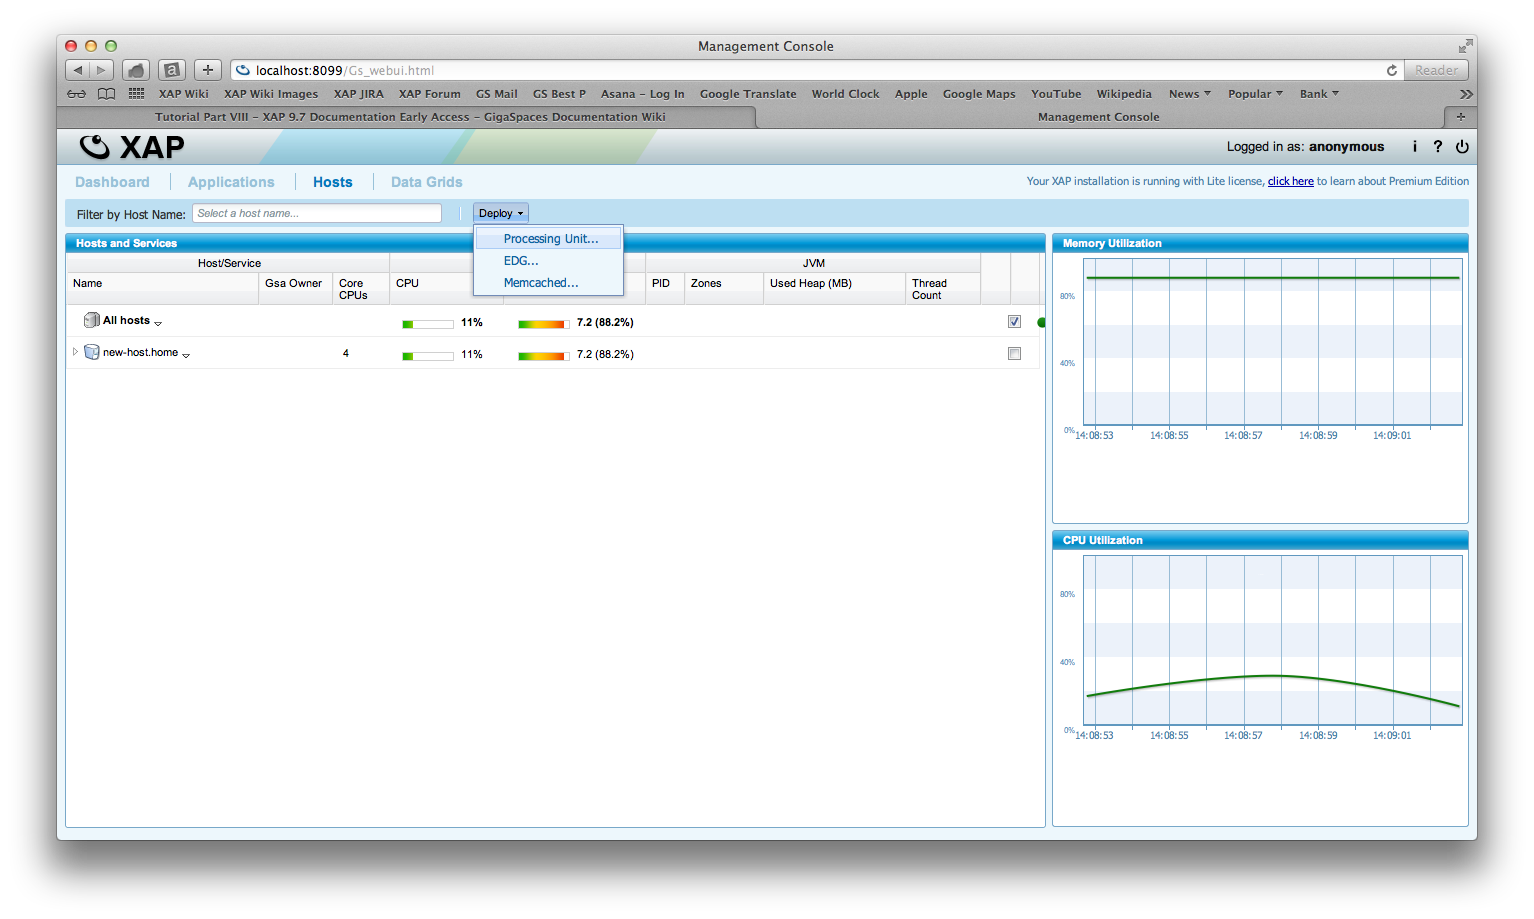 Management Console
localhost:8099/Gs_webui.html
Reader
XAP Wiki XAP Wiki Images XAP JIRA XAP Forum GS Mail GS Best P Asana – Log In Google Translate World Clock Apple Google Maps YouTube Wikipedia News Popular Bank
Tutorial Part VIII – XAP 9.7 Documentation Early Access – GigaSpaces Documentation Wiki
Management Console
XAP
Logged in as: anonymous i ?
Dashboard Applications Hosts Data Grids
Your XAP installation is running with Lite license, click here to learn about Premium Edition
Filter by Host Name: Select a host name... Deploy
Processing Unit...
EDG...
Memcached...
Hosts and Services
Host/Service JVM
Name Gsa Owner Core CPUs CPU PID Zones Used Heap (MB) Thread Count
All hosts 11% 7.2 (88.2%)
new-host.home 4 11% 7.2 (88.2%)
Memory Utilization
80%
40%
0%
14:08:53 14:08:55 14:08:57 14:08:59 14:09:01
CPU Utilization
80%
40%
0%
14:08:53 14:08:55 14:08:57 14:08:59 14:09:01